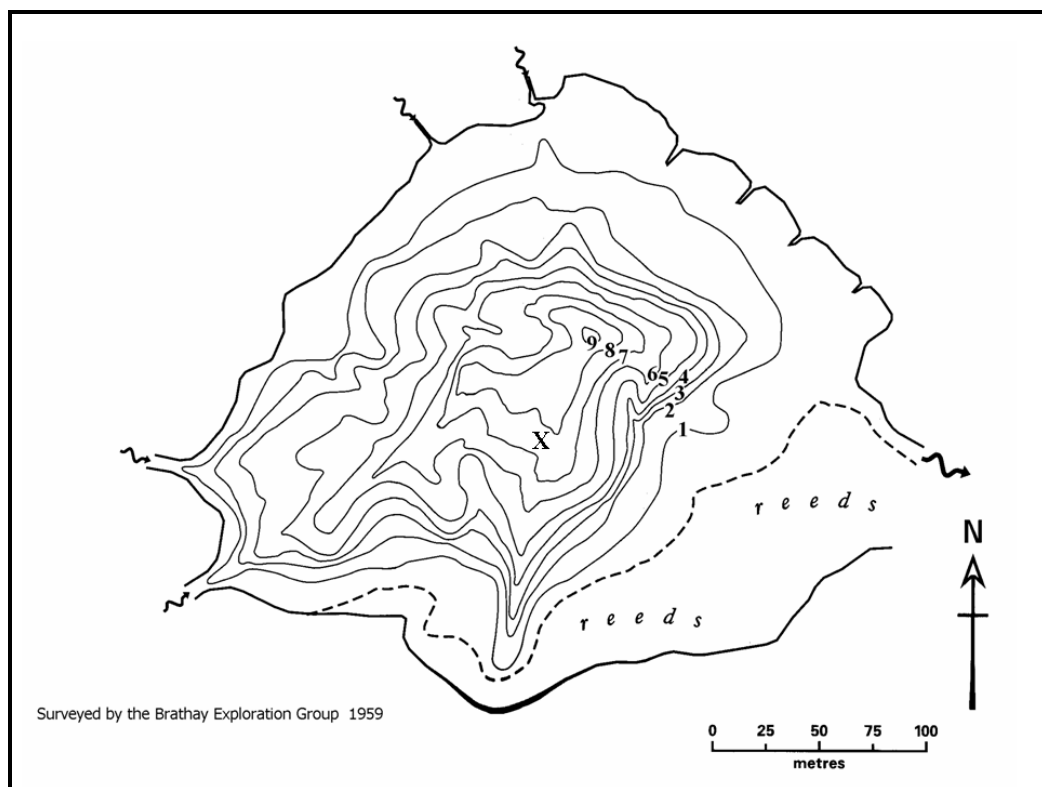 9 8 7
6 5 4
3
2
1
X
reeds
N
reeds
Surveyed by the Brathay Exploration Group 1959
0 25 50 75 100
metres